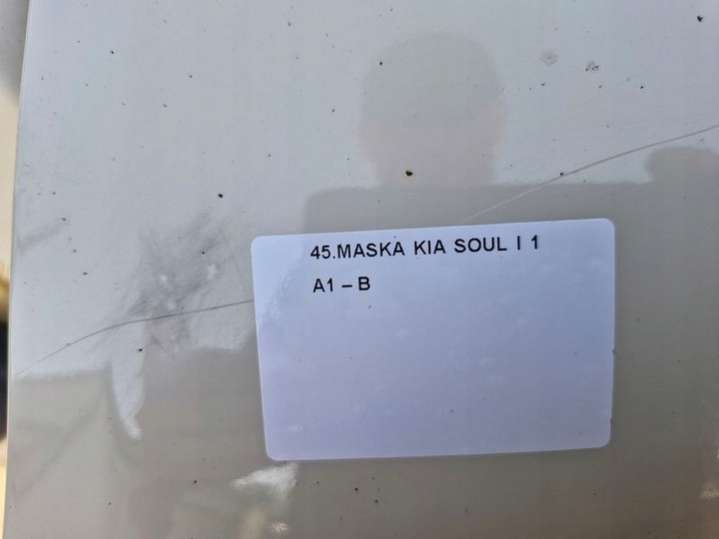 45.MASKA KIA SOUL I 1
A1 – B